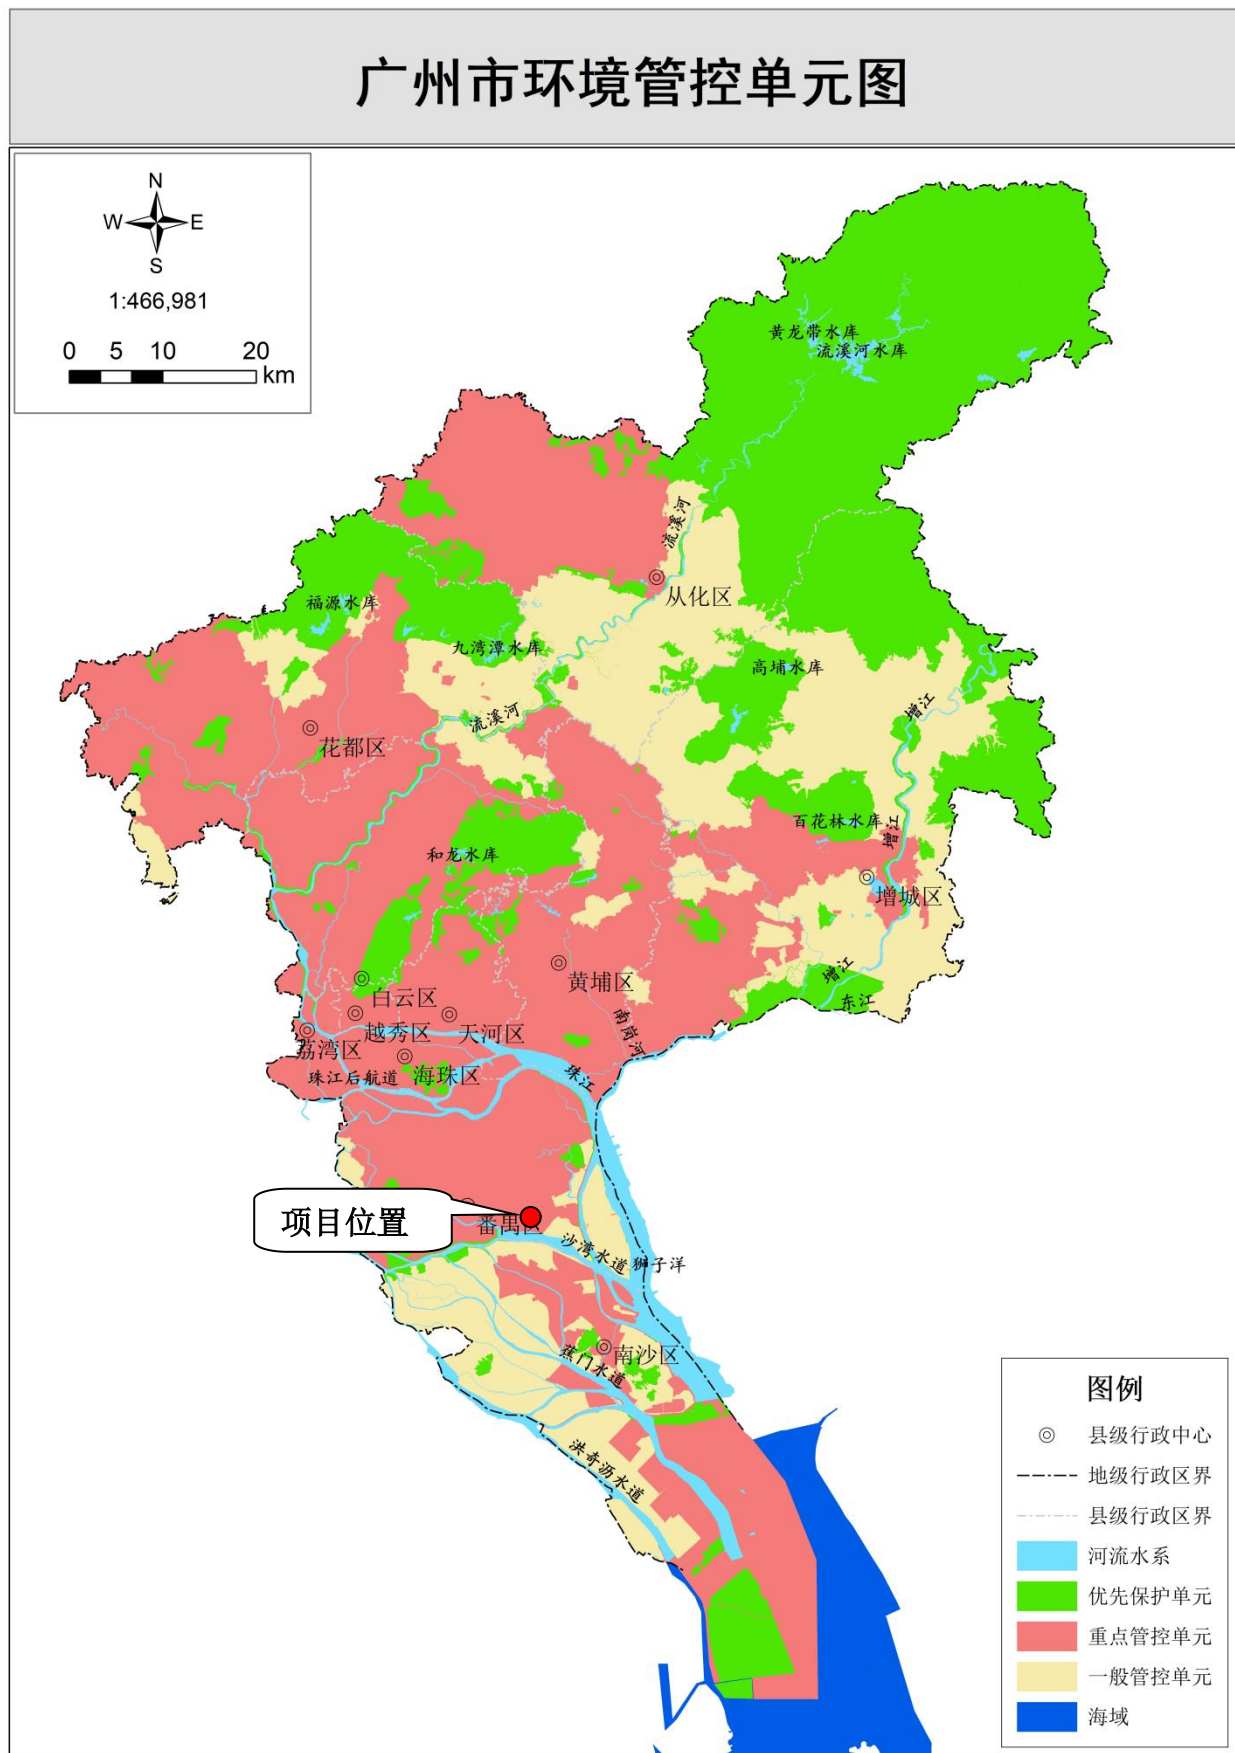 广州市环境管控单元图
N
W E
S
1:466,981
0 5 10 20
km
黄龙带水库
流溪河水库
流溪河
从化区
福源水库
九湾潭水库
高埔水库
增江
流溪河
花都区
百花林水库
增江
和龙水库
增城区
黄埔区
增江
白云区
东江
越秀区
天河区
南岗河
荔湾区
珠江后航道
海珠区
珠江
项目位置
番禺区
沙湾水道
狮子洋
南沙区
蕉门水道
洪奇沥水道
图例
县级行政中心
地级行政区界
县级行政区界
河流水系
优先保护单元
重点管控单元
一般管控单元
海域